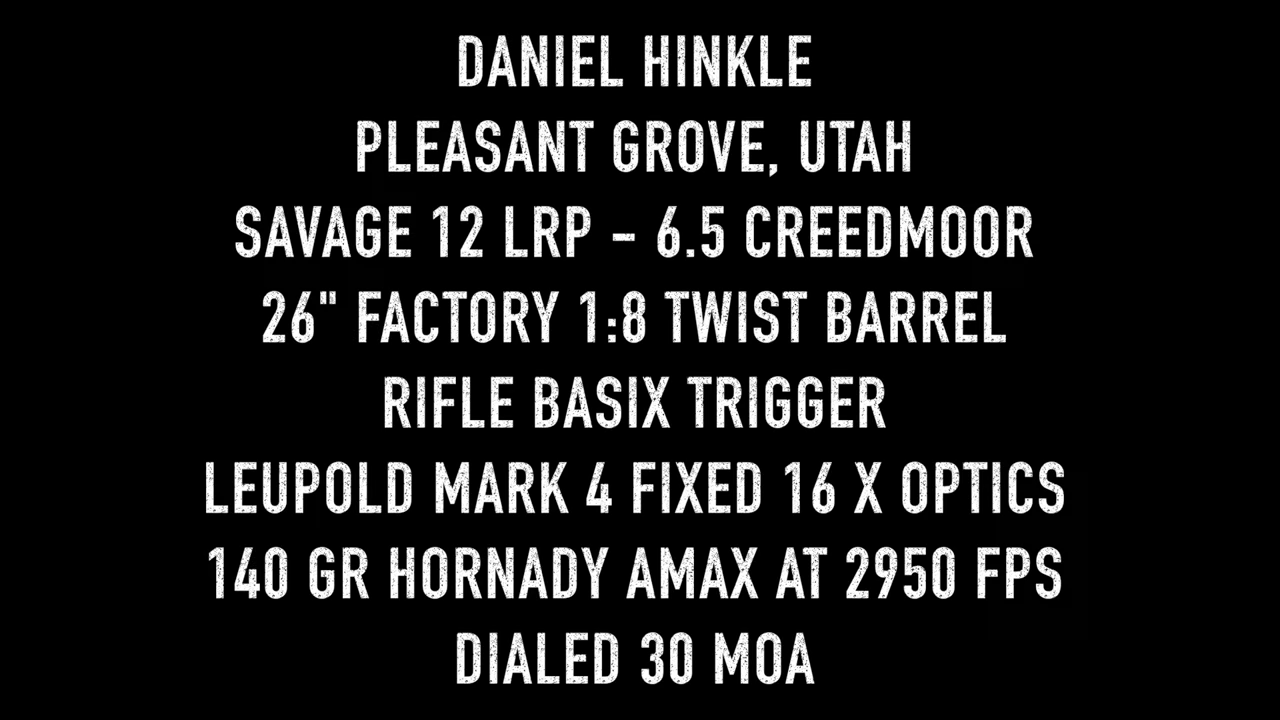 DANIEL HINKLE
PLEASANT GROVE, UTAH
SAVAGE 12 LRP - 6.5 CREEDMOOR
26" FACTORY 1:8 TWIST BARREL
RIFLE BASIX TRIGGER
LEUPOLD MARK 4 FIXED 16 X OPTICS
140 GR HORNADY AMAX AT 2950 FPS
DIALED 30 MOA